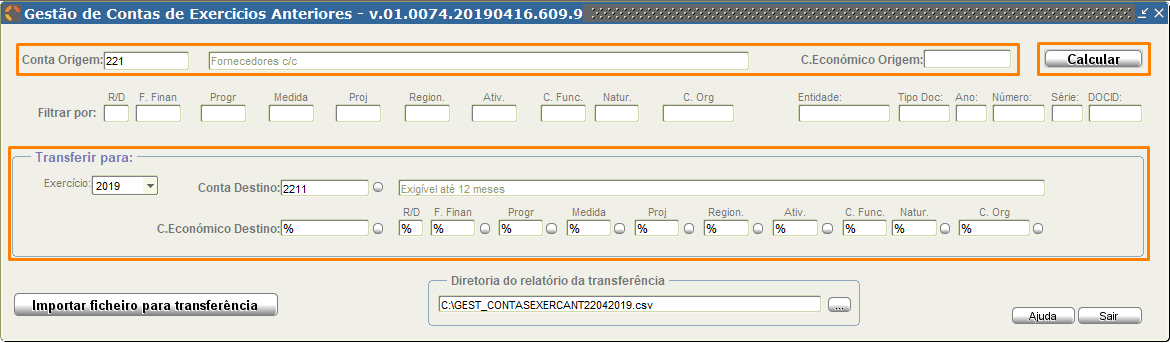 Gestão de Contas de Exercicios Anteriores - v.01.0074.20190416.609.9
Conta Origem: 221 Fornecedores c/c C.Económico Origem: Calcular
R/D F. Finan Progr Medida Proj Region. Ativ. C. Func. Natur. C. Org Entidade: Tipo Doc: Ano: Número: Série: DOCID:
Filtrar por:
Transferir para:
Exercício: 2019 Conta Destino: 2211 Exigível até 12 meses
R/D F. Finan Progr Medida Proj Region. Ativ. C. Func. Natur. C. Org
C.Económico Destino: % % % % % % % % % % %
Diretoria do relatório da transferência
Importar ficheiro para transferência C:\GEST_CONTASEXERCANT22042019.csv ...
Ajuda Sair